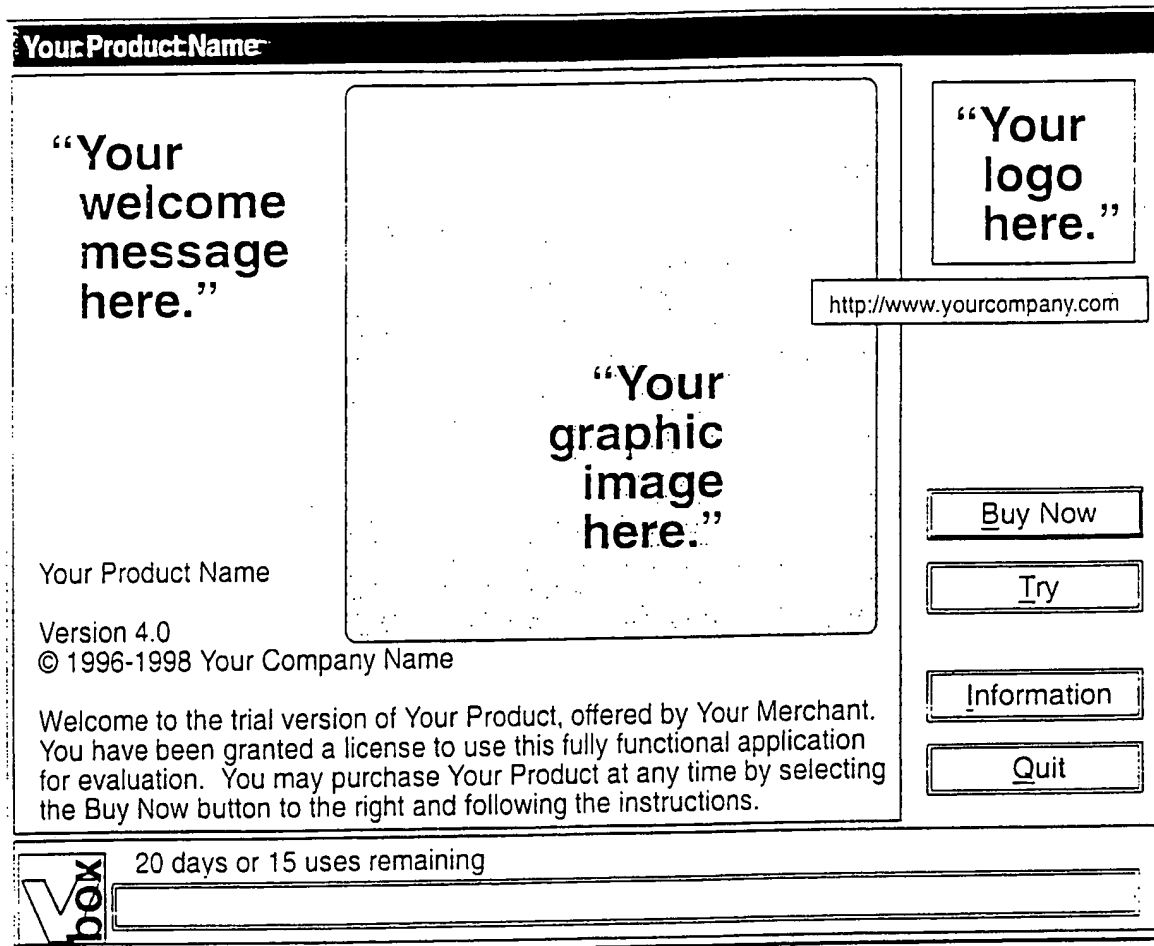 Your Product Name
“Your
welcome
message
here.”
“Your
graphic
image
here.”
“Your
logo
here.”
http://www.yourcompany.com
Buy Now
Try
Information
Quit
Your Product Name
Version 4.0
© 1996-1998 Your Company Name
Welcome to the trial version of Your Product, offered by Your Merchant.
You have been granted a license to use this fully functional application
for evaluation. You may purchase Your Product at any time by selecting
the Buy Now button to the right and following the instructions.
20 days or 15 uses remaining
Vbox